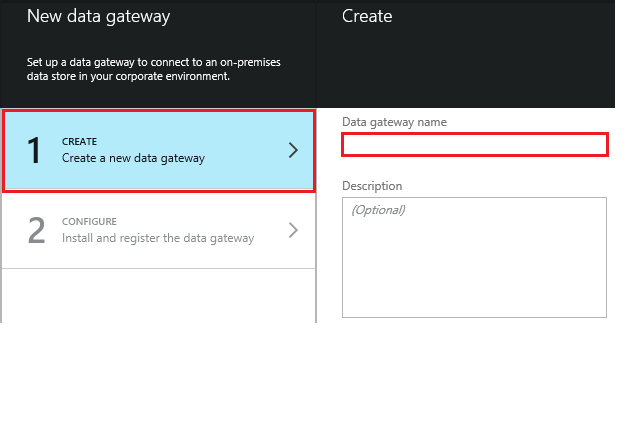 New data gateway
Set up a data gateway to connect to an on-premises
data store in your corporate environment.
1
CREATE
Create a new data gateway
2
CONFIGURE
Install and register the data gateway
Create
Data gateway name
Description
(Optional)